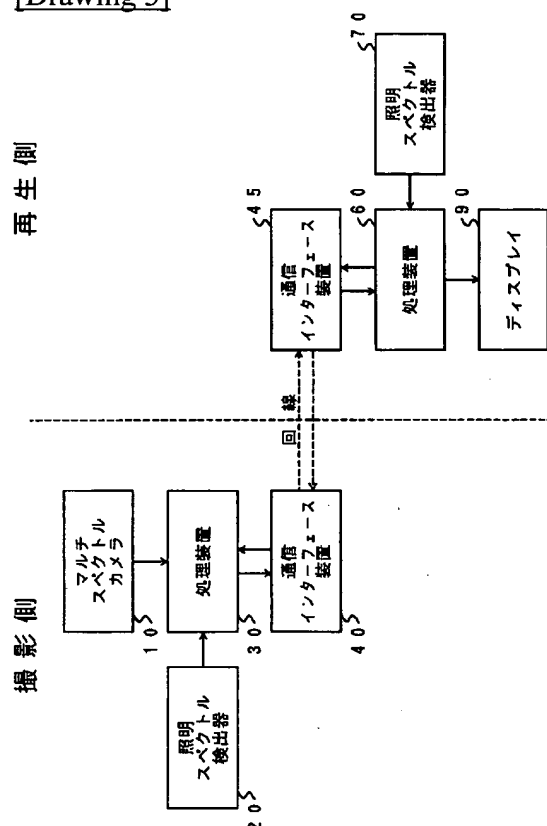 [Drawing
撮影側
マルチ
スペクトル
カメラ
10
照明
スペクトル
検出器
20
処理装置
30
通信
インターフェース
装置
40
回線
再生側
通信
インターフェース
装置
45
処理装置
60
照明
スペクトル
検出器
70
ディスプレイ
90